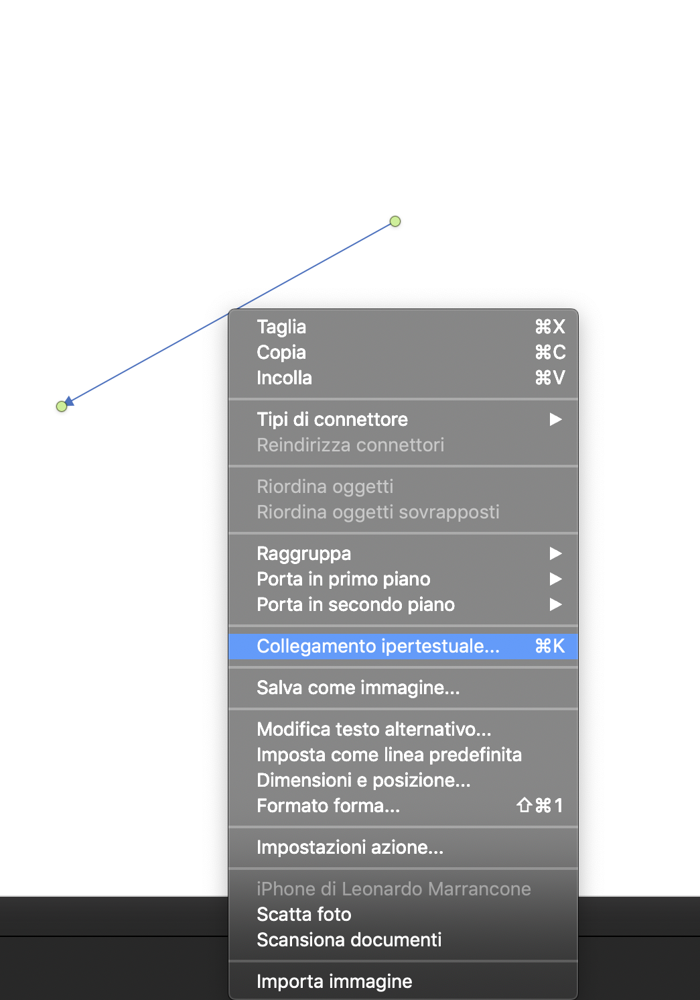 Taglia ⌘X
Copia ⌘C
Incolla ⌘V
Tipi di connettore ▶
Reindirizza connettori
Riordina oggetti
Riordina oggetti sovrapposti
Raggruppa ▶
Porta in primo piano ▶
Porta in secondo piano ▶
Collegamento ipertestuale... ⌘K
Salva come immagine...
Modifica testo alternativo...
Imposta come linea predefinita
Dimensioni e posizione...
Formato forma... ⇧⌘1
Impostazioni azione...
iPhone di Leonardo Marrancone
Scatta foto
Scansiona documenti
Importa immagine